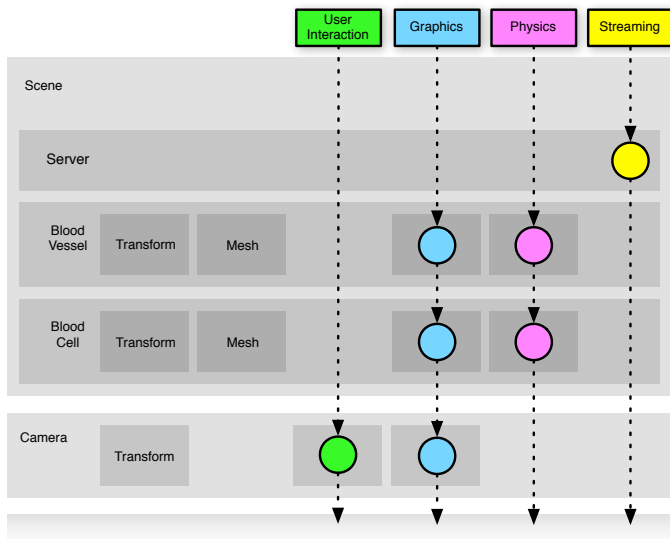 User
Interaction
Graphics
Physics
Streaming
Scene
Server
Blood
Vessel
Transform
Mesh
Blood
Cell
Transform
Mesh
Camera
Transform